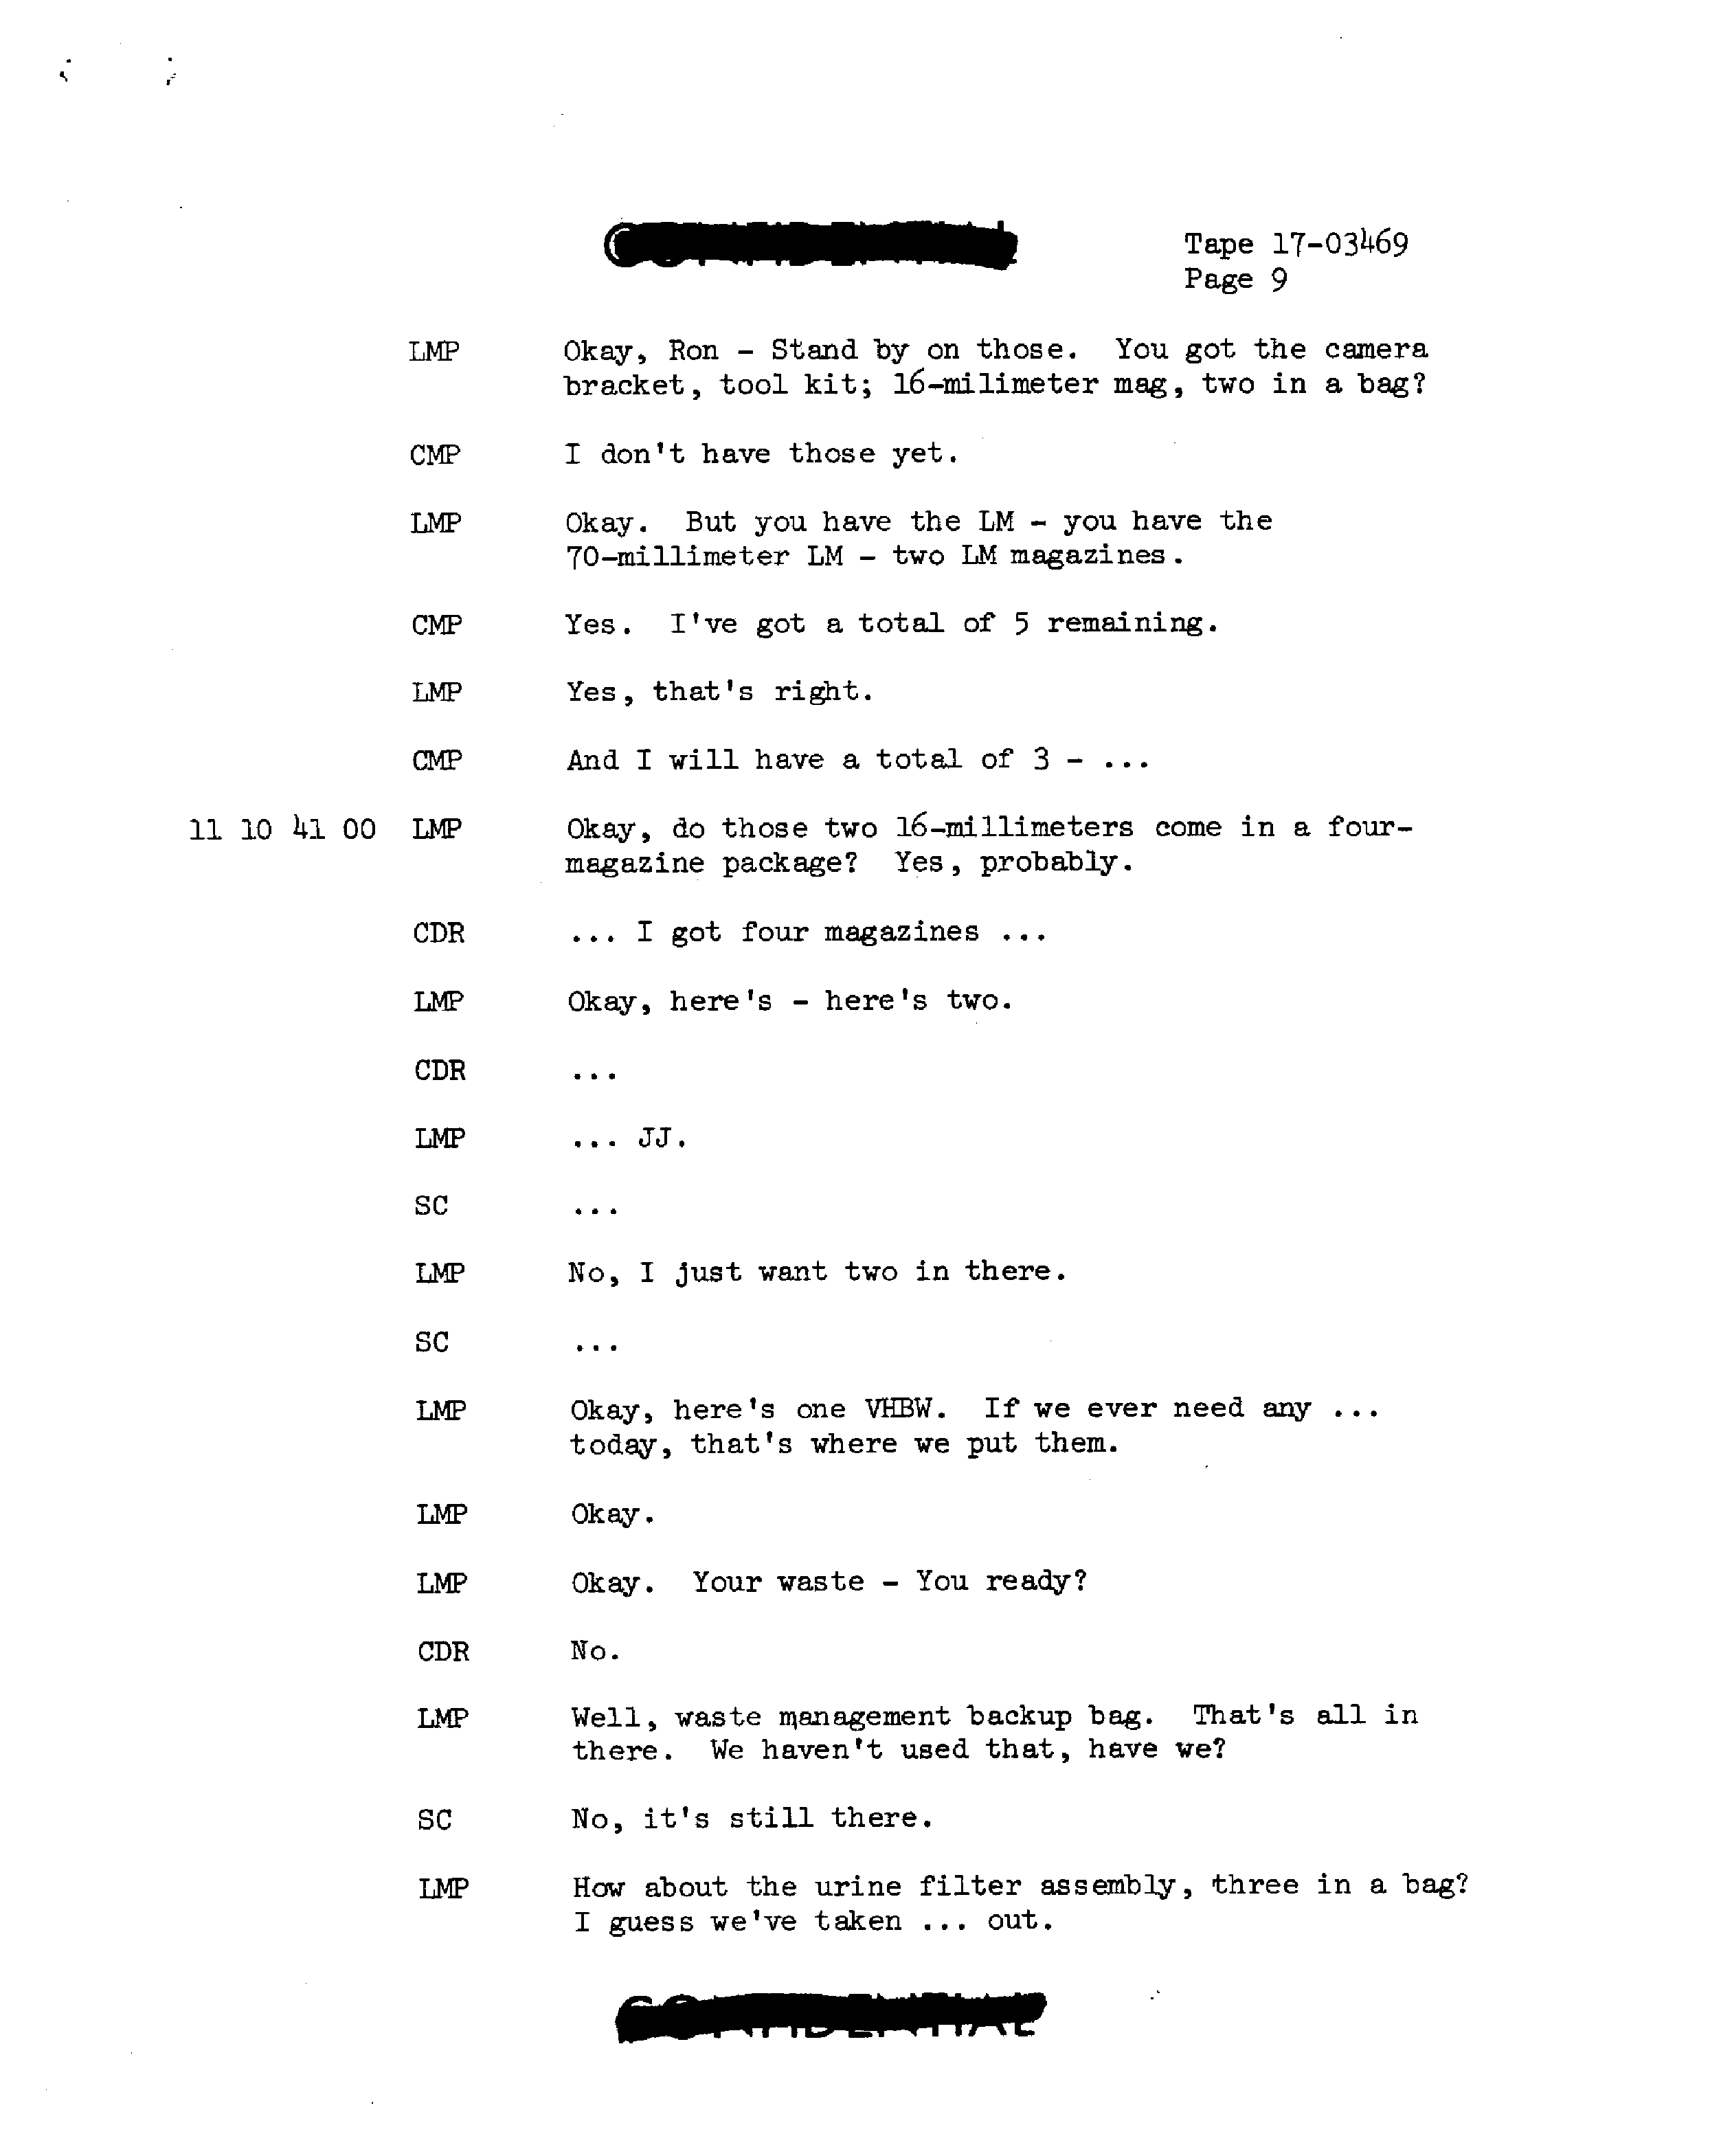 Tape 17-03469
Page 9
LMP Okay, Ron - Stand by on those. You got the camera
bracket, tool kit; 16-milimeter mag, two in a bag?
CMP I don't have those yet.
LMP Okay. But you have the LM - you have the
70-millimeter LM - two LM magazines.
CMP Yes. I've got a total of 5 remaining.
LMP Yes, that's right.
CMP And I will have a total of 3 - ...
11 10 41 00 LMP Okay, do those two 16-millimeters come in a four-
magazine package? Yes, probably.
CDR ... I got four magazines ...
LMP Okay, here's - here's two.
CDR ...
LMP ... JJ.
SC ...
LMP No, I just want two in there.
SC ...
LMP Okay, here's one VHBW. If we ever need any ...
today, that's where we put them.
LMP Okay.
LMP Okay. Your waste - You ready?
CDR No.
LMP Well, waste management backup bag. That's all in
there. We haven't used that, have we?
SC No, it's still there.
LMP How about the urine filter assembly, three in a bag?
I guess we've taken ... out.